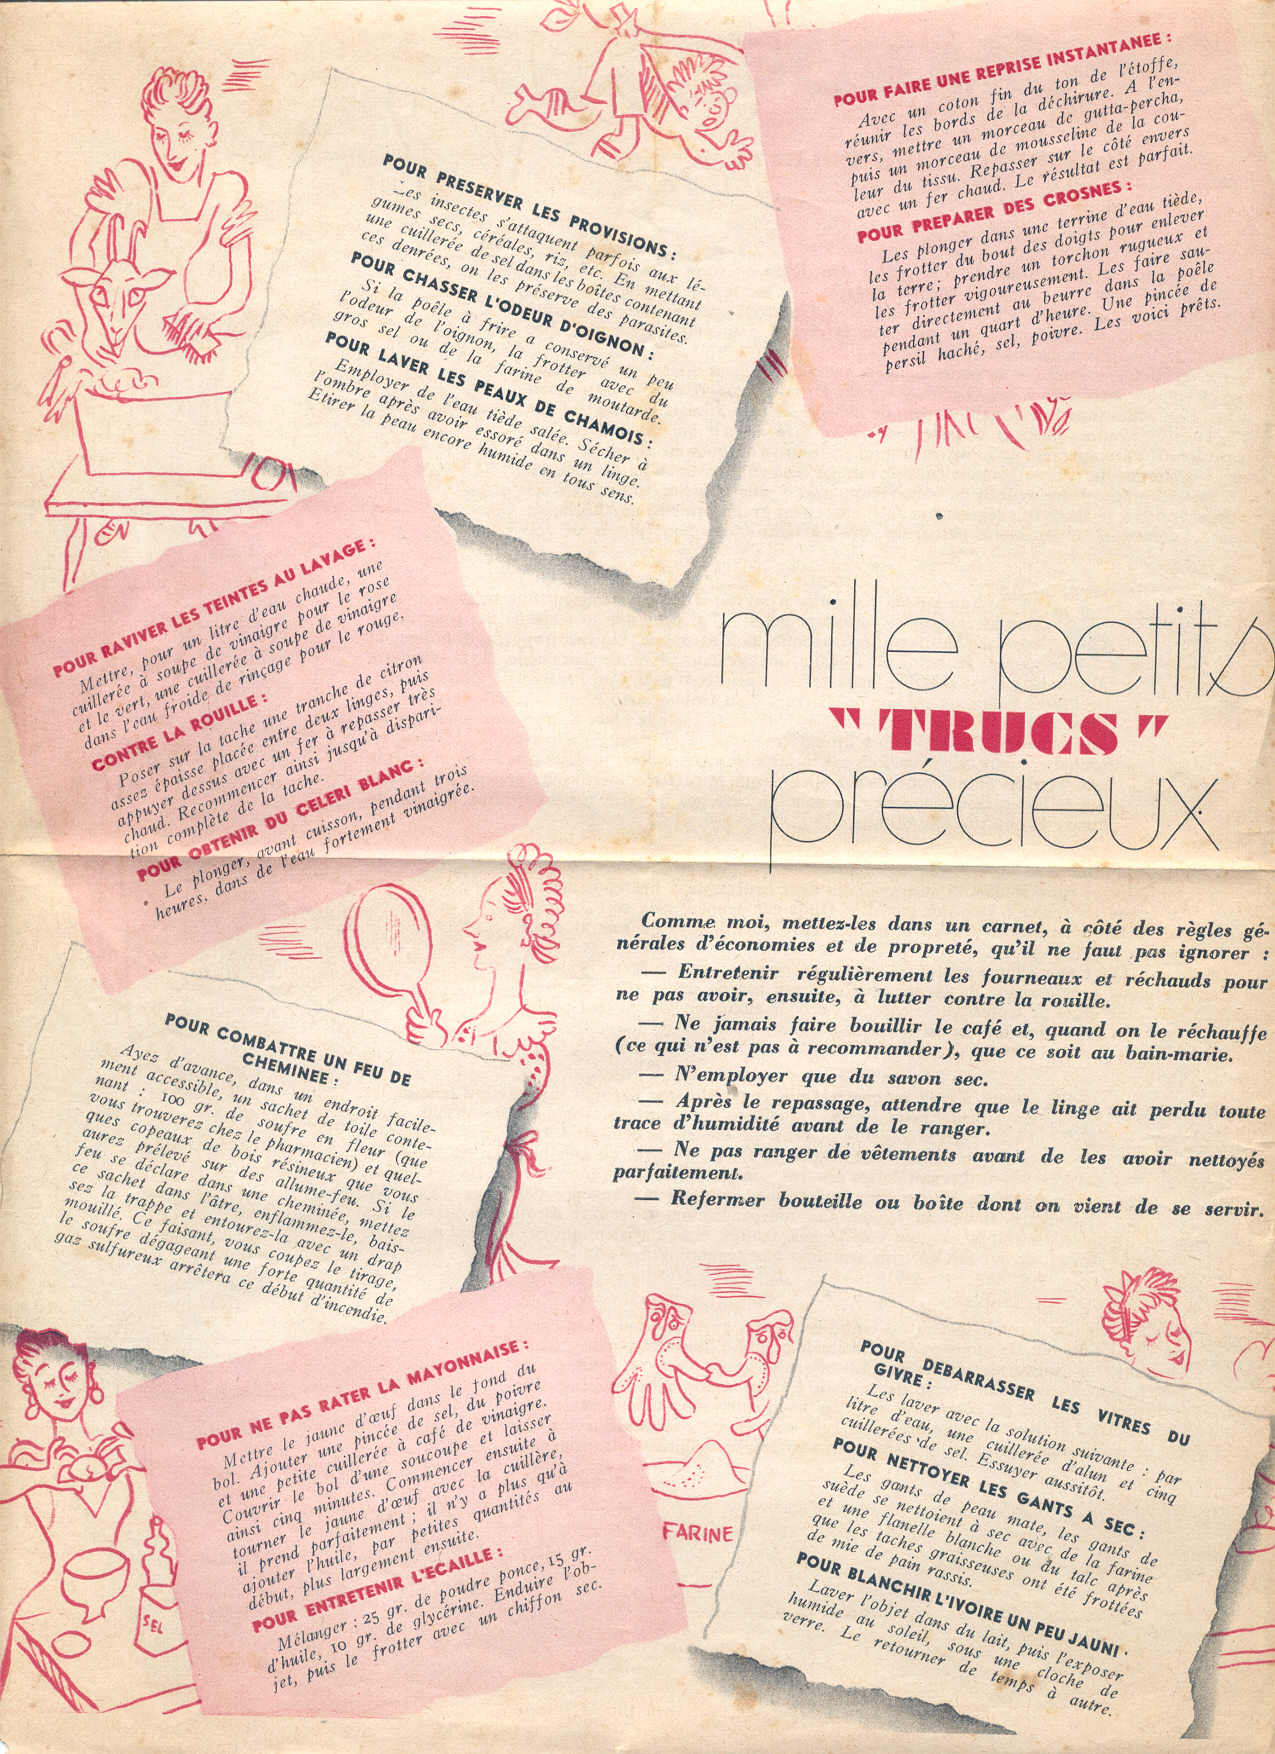 POUR FAIRE UNE REPRISE INSTANTANEE :
Avec un coton fin du ton de l'étoffe,
réunir les bords de la déchirure. A l'en-
vers, mettre un morceau de gutta-percha,
puis un morceau de mousseline de la cou-
leur du tissu. Repasser sur le côté envers
avec un fer chaud. Le résultat est parfait.
POUR PREPARER DES CROSNES :
Les plonger dans une terrine d'eau tiède,
les frotter du bout des doigts pour enlever
la terre; prendre un torchon rugueux et
les frotter vigoureusement. Les faire sau-
ter directement au beurre dans la poêle
pendant un quart d'heure. Une pincée de
persil haché, sel, poivre. Les voici prêts.
POUR PRESERVER LES PROVISIONS :
Les insectes s'attaquent parfois aux lé-
gumes secs, céréales, riz, etc. En mettant
une cuillerée de sel dans les boîtes contenant
ces denrées, on les préserve des parasites.
POUR CHASSER L'ODEUR D'OIGNON :
Si la poêle à frire a conservé un peu
l'odeur de l'oignon, la frotter avec du
gros sel ou de la farine de moutarde.
POUR LAVER LES PEAUX DE CHAMOIS :
Employer de l'eau tiède salée. Sécher à
l'ombre après avoir essoré dans un linge.
Etirer la peau encore humide en tous sens.
POUR RAVIVER LES TEINTES AU LAVAGE :
Mettre, pour un litre d'eau chaude, une
cuillerée à soupe de vinaigre pour le rose
et le vert, une cuillerée à soupe de vinaigre
dans l'eau froide de rinçage pour le rouge.
CONTRE LA ROUILLE :
Poser sur la tache une tranche de citron
assez épaisse placée entre deux linges, puis
appuyer dessus avec un fer à repasser très
chaud. Recommencer ainsi jusqu'à dispari-
tion complète de la tache.
POUR OBTENIR DU CELERI BLANC :
Le plonger, avant cuisson, pendant trois
heures, dans de l'eau fortement vinaigrée.
mille petits
"TRUCS"
précieux
Comme moi, mettez-les dans un carnet, à côté des règles gé-
nérales d'économies et de propreté, qu'il ne faut pas ignorer :
— Entretenir régulièrement les fourneaux et réchauds pour
ne pas avoir, ensuite, à lutter contre la rouille.
— Ne jamais faire bouillir le café et, quand on le réchauffe
(ce qui n'est pas à recommander), que ce soit au bain-marie.
— N'employer que du savon sec.
— Après le repassage, attendre que le linge ait perdu toute
trace d'humidité avant de le ranger.
— Ne pas ranger de vêtements avant de les avoir nettoyés
parfaitement.
— Refermer bouteille ou boîte dont on vient de se servir.
POUR COMBATTRE UN FEU DE
CHEMINEE :
Ayez d'avance, dans un endroit facile-
ment accessible, un sachet de toile conte-
nant : 100 gr. de soufre en fleur (que
vous trouverez chez le pharmacien) et quel-
ques copeaux de bois résineux que vous
aurez prélevé sur des allume-feu. Si le
feu se déclare dans une cheminée, mettez
ce sachet dans l'âtre, enflammez-le, bais-
sez la trappe et entourez-la avec un drap
mouillé. Ce faisant, vous coupez le tirage,
le soufre dégageant une forte quantité de
gaz sulfureux arrêtera ce début d'incendie.
POUR NE PAS RATER LA MAYONNAISE :
Mettre le jaune d'œuf dans le fond du
bol. Ajouter une pincée de sel, du poivre
et une petite cuillerée à café de vinaigre.
Couvrir le bol d'une soucoupe et laisser
ainsi cinq minutes. Commencer ensuite à
tourner le jaune d'œuf avec la cuillère,
il prend parfaitement ; il n'y a plus qu'à
ajouter l'huile, par petites quantités au
début, plus largement ensuite.
POUR ENTRETENIR L'ECAILLE :
Mélanger : 25 gr. de poudre ponce, 15 gr.
d'huile, 10 gr. de glycérine. Enduire l'ob-
jet, puis le frotter avec un chiffon sec.
SEL
FARINE
POUR DEBARRASSER LES VITRES DU
GIVRE :
Les laver avec la solution suivante : par
litre d'eau, une cuillerée d'alun et cinq
cuillerées de sel. Essuyer aussitôt.
POUR NETTOYER LES GANTS A SEC :
Les gants de peau mate, les gants de
suède se nettoient à sec avec de la farine
et une flanelle blanche ou du talc après
que les taches graisseuses ont été frottées
de mie de pain rassis.
POUR BLANCHIR L'IVOIRE UN PEU JAUNI :
Laver l'objet dans du lait, puis l'exposer
humide au soleil, sous une cloche de
verre. Le retourner de temps à autre.